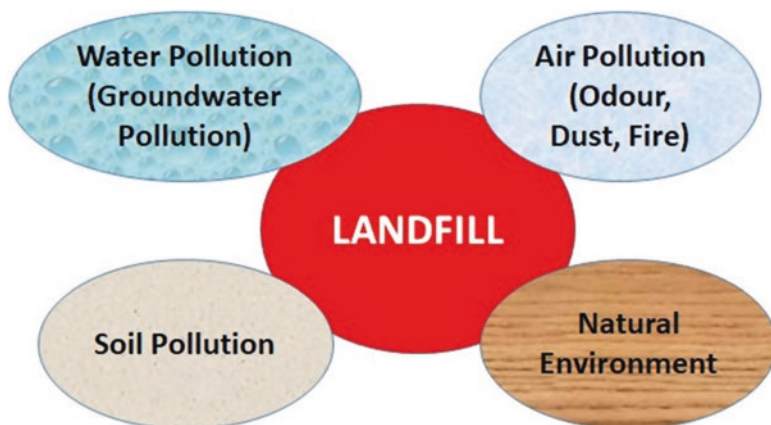 Water Pollution
(Groundwater
Pollution)
Air Pollution
(Odour,
Dust, Fire)
LANDFILL
Soil Pollution
Natural
Environment